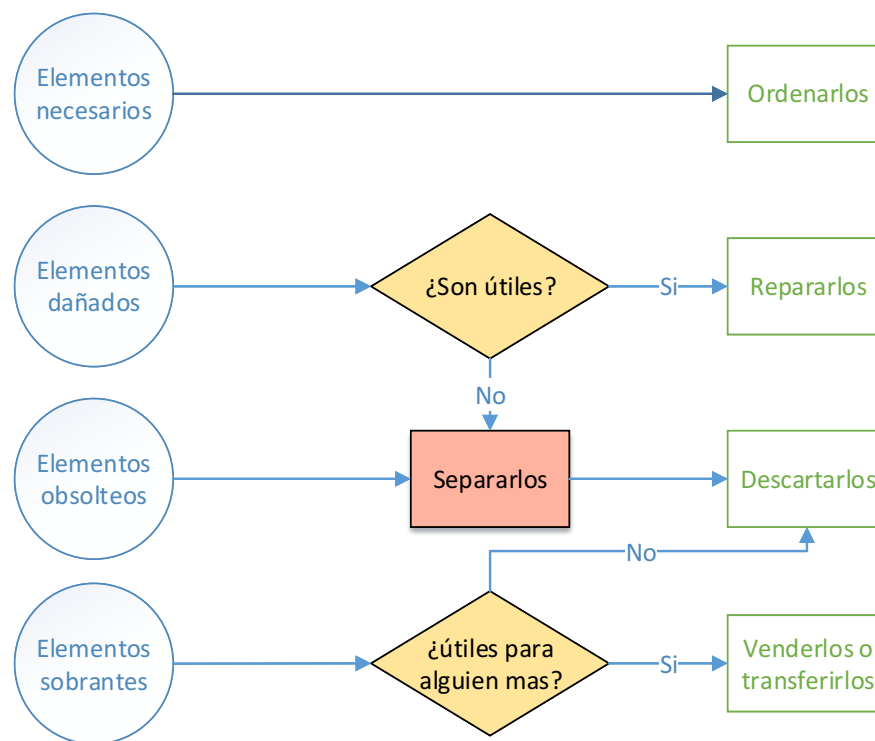 Elementos
necesarios
Ordenarlos
Elementos
dañados
¿Son útiles?
Si
Repararlos
No
Elementos
obsolteos
Separarlos
Descartarlos
No
Elementos
sobrantes
¿útiles para
alguien mas?
Si
Venderlos o
transferirlos